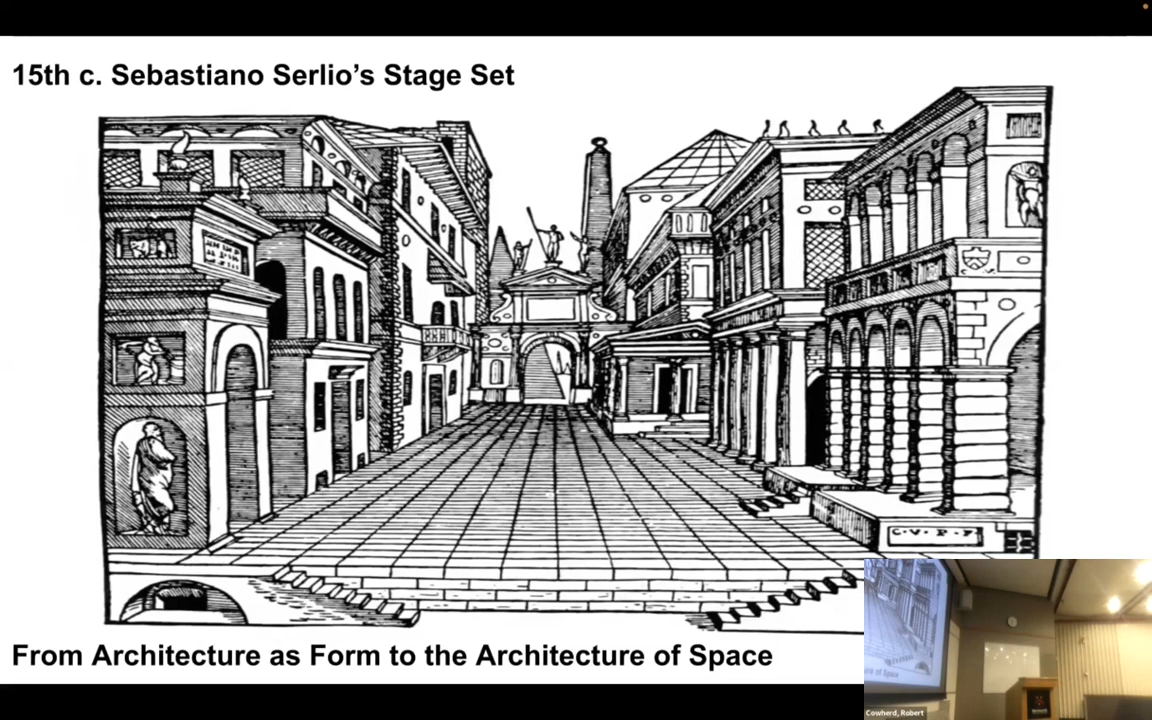 15th c. Sebastiano Serlio’s Stage Set
C. V. P. P.
From Architecture as Form to the Architecture of Space
Cowherd, Robert